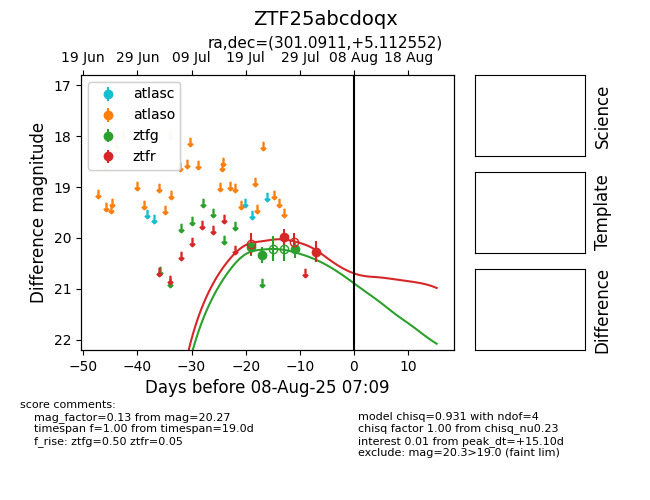 ZTF25abcdoqx
ra,dec=(301.0911,+5.112552)
19 Jun 29 Jun 09 Jul 19 Jul 29 Jul 08 Aug 18 Aug
17
18
19
20
21
22
Difference magnitude
atlasc
atlaso
ztfg
ztfr
−50 −40 −30 −20 −10 0 10
Days before 08-Aug-25 07:09
Science
Template
Difference
score comments:
mag_factor=0.13 from mag=20.27
timespan f=1.00 from timespan=19.0d
f_rise: ztfg=0.50 ztfr=0.05
model chisq=0.931 with ndof=4
chisq factor 1.00 from chisq_nu0.23
interest 0.01 from peak_dt=+15.10d
exclude: mag=20.3>19.0 (faint lim)